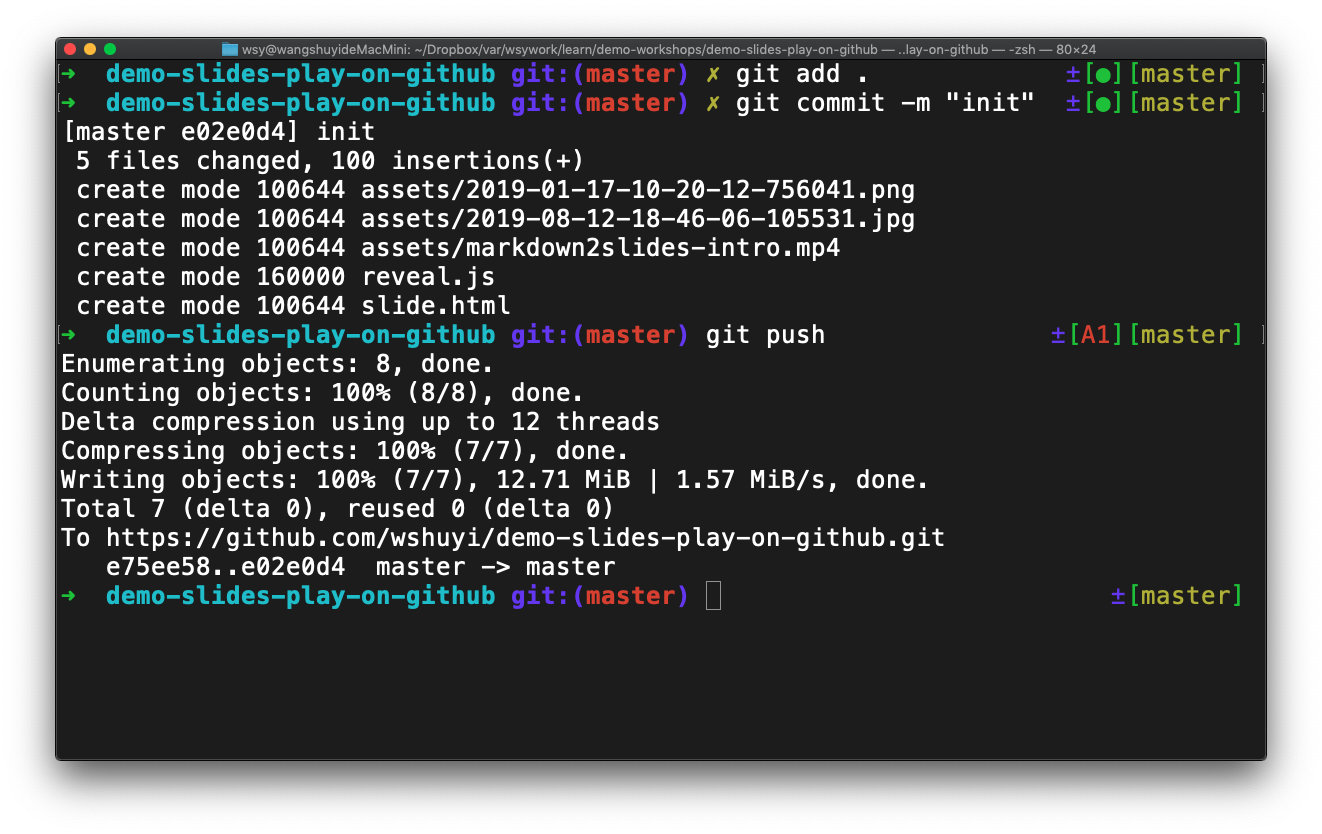 wsy@wangshuyideMacMini: ~/Dropbox/var/wsywork/learn/demo-workshops/demo-slides-play-on-github — ..lay-on-github — -zsh — 80×24
[➜  demo-slides-play-on-github git:(master) ✗ git add .  ±[●][master] ]
[➜  demo-slides-play-on-github git:(master) ✗ git commit -m "init"  ±[●][master] ]
[master e02e0d4] init
 5 files changed, 100 insertions(+)
 create mode 100644 assets/2019-01-17-10-20-12-756041.png
 create mode 100644 assets/2019-08-12-18-46-06-105531.jpg
 create mode 100644 assets/markdown2slides-intro.mp4
 create mode 160000 reveal.js
 create mode 100644 slide.html
[➜  demo-slides-play-on-github git:(master) git push  ±[A1][master] ]
Enumerating objects: 8, done.
Counting objects: 100% (8/8), done.
Delta compression using up to 12 threads
Compressing objects: 100% (7/7), done.
Writing objects: 100% (7/7), 12.71 MiB | 1.57 MiB/s, done.
Total 7 (delta 0), reused 0 (delta 0)
To https://github.com/wshuyi/demo-slides-play-on-github.git
   e75ee58..e02e0d4  master -> master
➜  demo-slides-play-on-github git:(master)  ±[master]